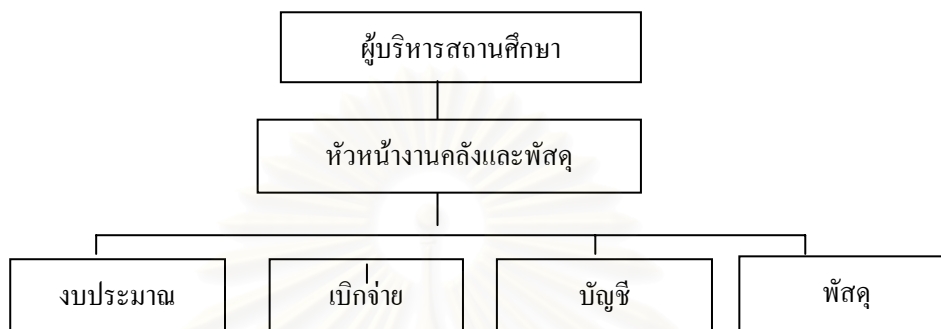 ผู้บริหารสถานศึกษา
หัวหน้างานคลังและพัสดุ
งบประมาณ
เบิกจ่าย
บัญชี
พัสดุ